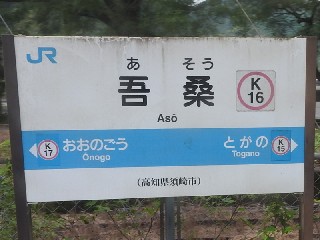 JR
あそう
吾桑
K
16
Asō
K
17
おおのごう
Ōnogō
とがの
Togano
K
15
(高知県須崎市)